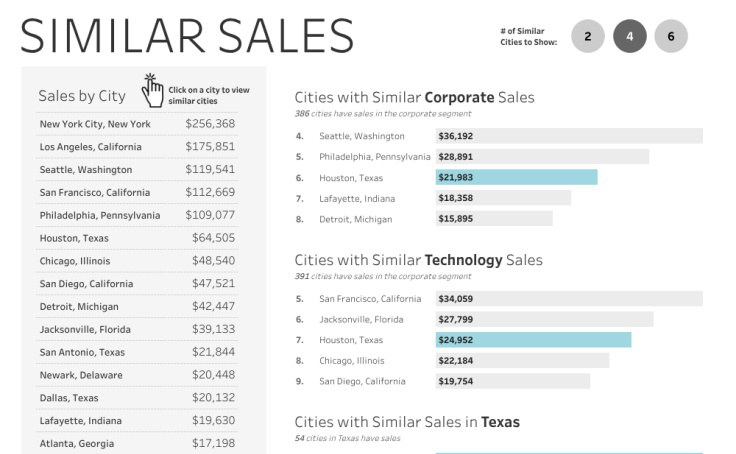 SIMILAR SALES
# of Similar
Cities to Show:
2 4 6
Sales by City
Click on a city to view
similar cities
New York City, New York $256,368
Los Angeles, California $175,851
Seattle, Washington $119,541
San Francisco, California $112,669
Philadelphia, Pennsylvania $109,077
Houston, Texas $64,505
Chicago, Illinois $48,540
San Diego, California $47,521
Detroit, Michigan $42,447
Jacksonville, Florida $39,133
San Antonio, Texas $21,844
Newark, Delaware $20,448
Dallas, Texas $20,132
Lafayette, Indiana $19,630
Atlanta, Georgia $17,198
Cities with Similar Corporate Sales
386 cities have sales in the corporate segment
4. Seattle, Washington $36,192
5. Philadelphia, Pennsylvania $28,891
6. Houston, Texas $21,983
7. Lafayette, Indiana $18,358
8. Detroit, Michigan $15,895
Cities with Similar Technology Sales
391 cities have sales in the corporate segment
5. San Francisco, California $34,059
6. Jacksonville, Florida $27,799
7. Houston, Texas $24,952
8. Chicago, Illinois $22,184
9. San Diego, California $19,754
Cities with Similar Sales in Texas
54 cities in Texas have sales